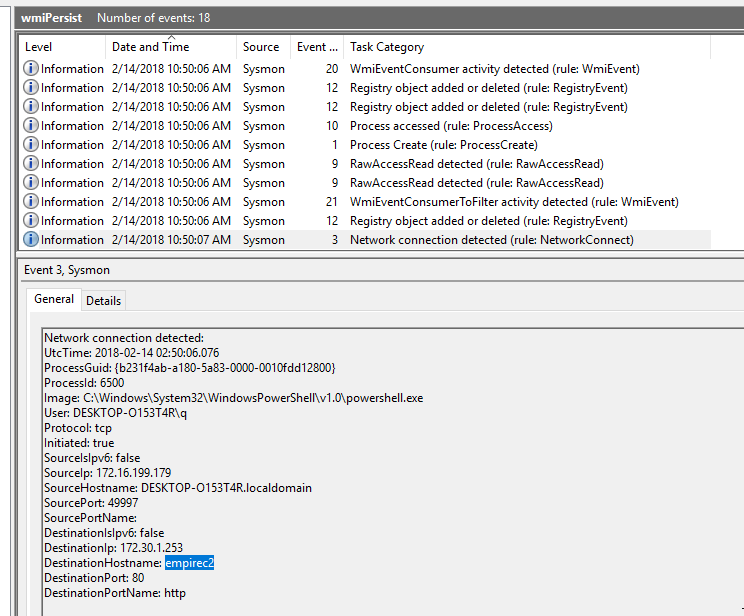 wmiPersist Number of events: 18
Level Date and Time Source Event ... Task Category
Information 2/14/2018 10:50:06 AM Sysmon 20 WmiEventConsumer activity detected (rule: WmiEvent)
Information 2/14/2018 10:50:06 AM Sysmon 12 Registry object added or deleted (rule: RegistryEvent)
Information 2/14/2018 10:50:06 AM Sysmon 12 Registry object added or deleted (rule: RegistryEvent)
Information 2/14/2018 10:50:06 AM Sysmon 10 Process accessed (rule: ProcessAccess)
Information 2/14/2018 10:50:06 AM Sysmon 1 Process Create (rule: ProcessCreate)
Information 2/14/2018 10:50:06 AM Sysmon 9 RawAccessRead detected (rule: RawAccessRead)
Information 2/14/2018 10:50:06 AM Sysmon 9 RawAccessRead detected (rule: RawAccessRead)
Information 2/14/2018 10:50:06 AM Sysmon 21 WmiEventConsumerToFilter activity detected (rule: WmiEvent)
Information 2/14/2018 10:50:06 AM Sysmon 12 Registry object added or deleted (rule: RegistryEvent)
Information 2/14/2018 10:50:07 AM Sysmon 3 Network connection detected (rule: NetworkConnect)
Event 3, Sysmon
General Details
Network connection detected:
UtcTime: 2018-02-14 02:50:06.076
ProcessGuid: {b231f4ab-a180-5a83-0000-0010fdd12800}
ProcessId: 6500
Image: C:\Windows\System32\WindowsPowerShell\v1.0\powershell.exe
User: DESKTOP-O153T4R\q
Protocol: tcp
Initiated: true
SourceIsIpv6: false
SourceIp: 172.16.199.179
SourceHostname: DESKTOP-O153T4R.localdomain
SourcePort: 49997
SourcePortName:
DestinationIsIpv6: false
DestinationIp: 172.30.1.253
DestinationHostname: empirec2
DestinationPort: 80
DestinationPortName: http